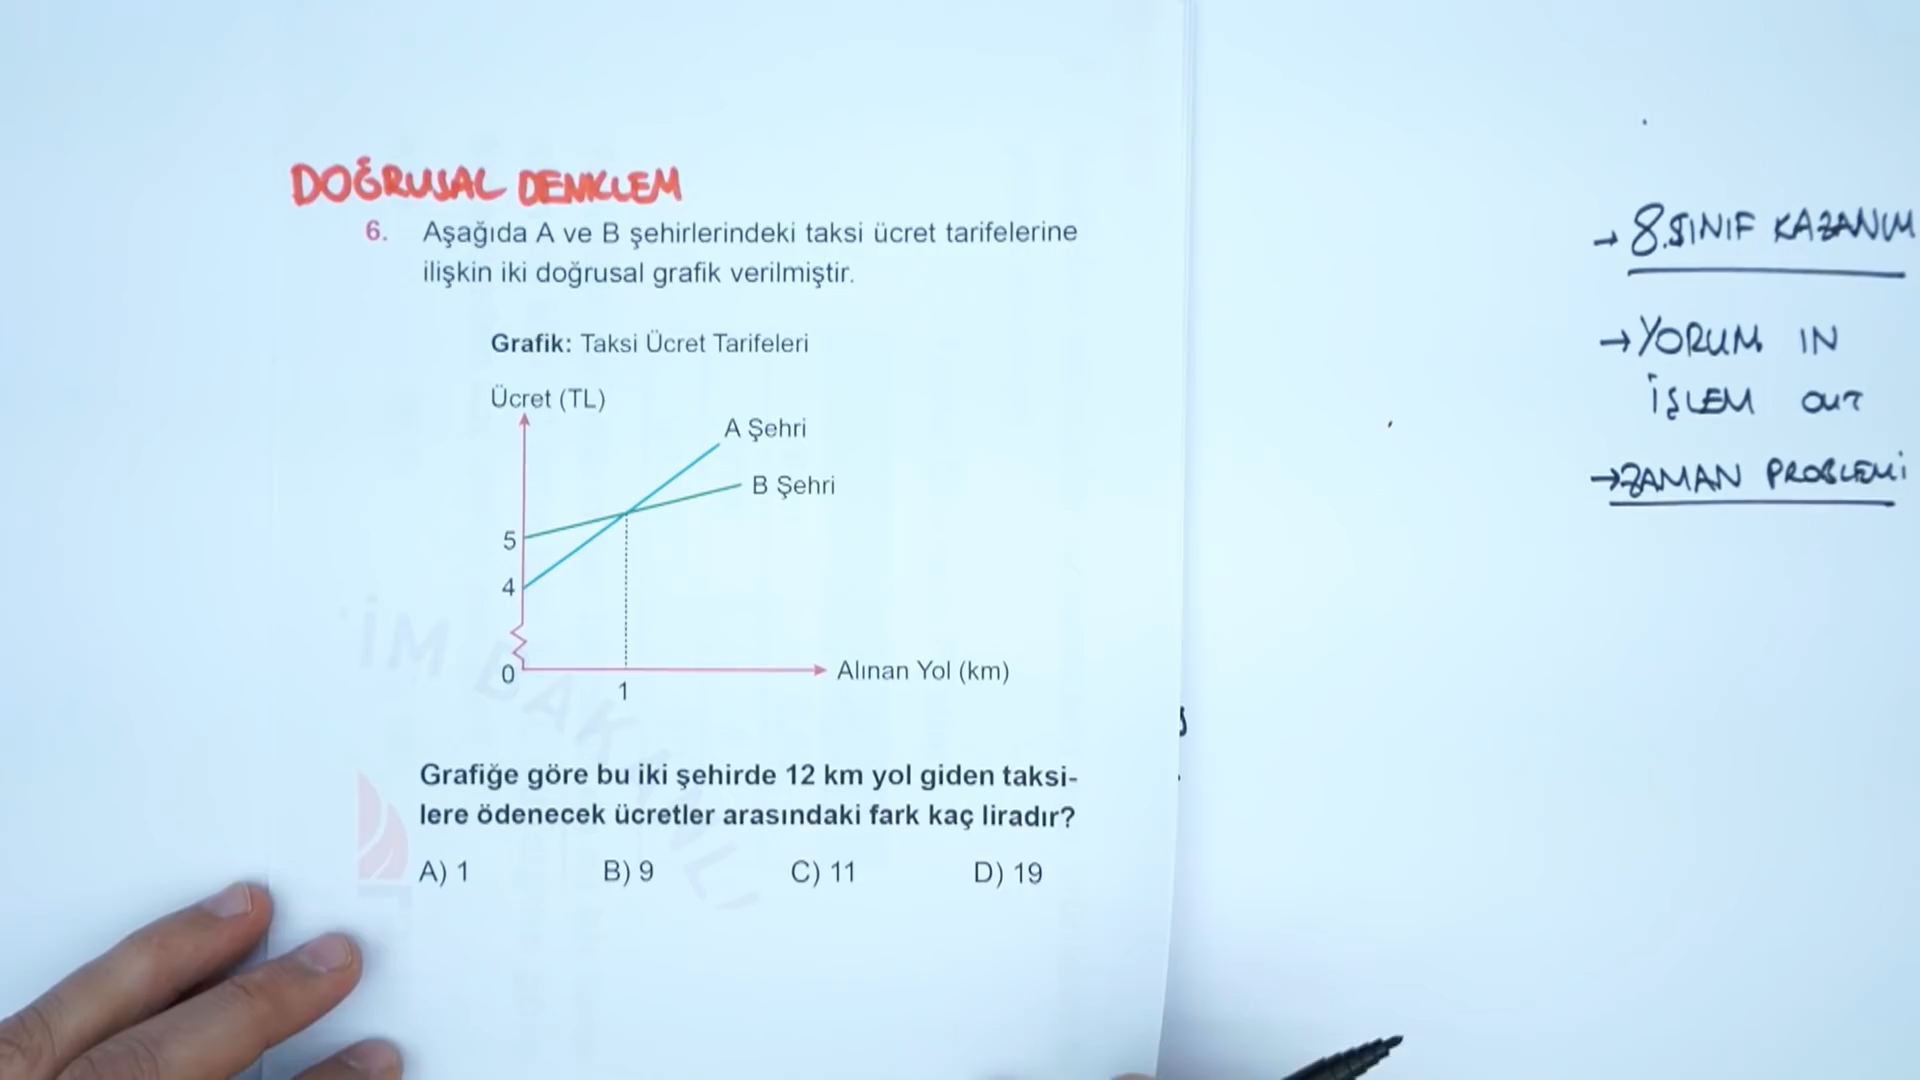 DOĞRUSAL DENKLEM
6. Aşağıda A ve B şehirlerindeki taksi ücret tarifelerine
ilişkin iki doğrusal grafik verilmiştir.
Grafik: Taksi Ücret Tarifeleri
Ücret (TL)
A Şehri
B Şehri
5
4
0
1
Alınan Yol (km)
Grafiğe göre bu iki şehirde 12 km yol giden taksi-
lere ödenecek ücretler arasındaki fark kaç liradır?
A) 1 B) 9 C) 11 D) 19
→ 8.SINIF KAZANIM
→ YORUM IN
İŞLEM OUT
→ ZAMAN PROBLEMİ